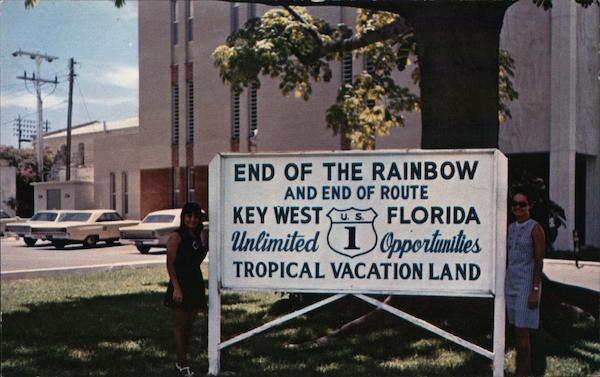 END OF THE RAINBOW
AND END OF ROUTE
KEY WEST U.S. 1 FLORIDA
Unlimited Opportunities
TROPICAL VACATION LAND